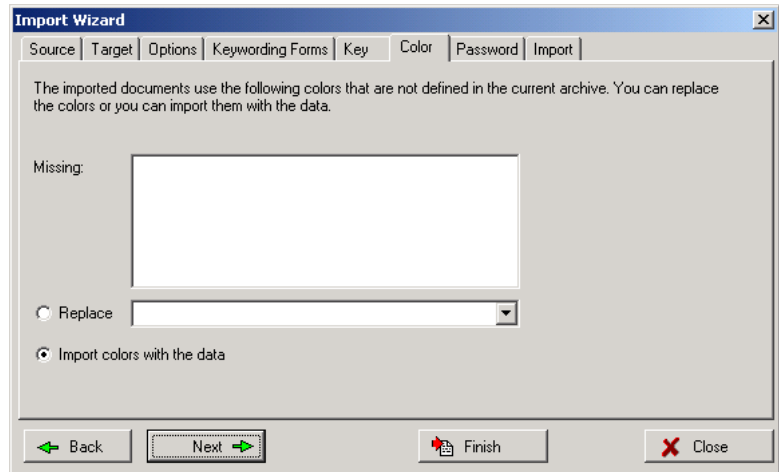 Import Wizard
Source Target Options Keywording Forms Key Color Password Import
The imported documents use the following colors that are not defined in the current archive. You can replace
the colors or you can import them with the data.
Missing:
Replace
Import colors with the data
Back Next Finish Close